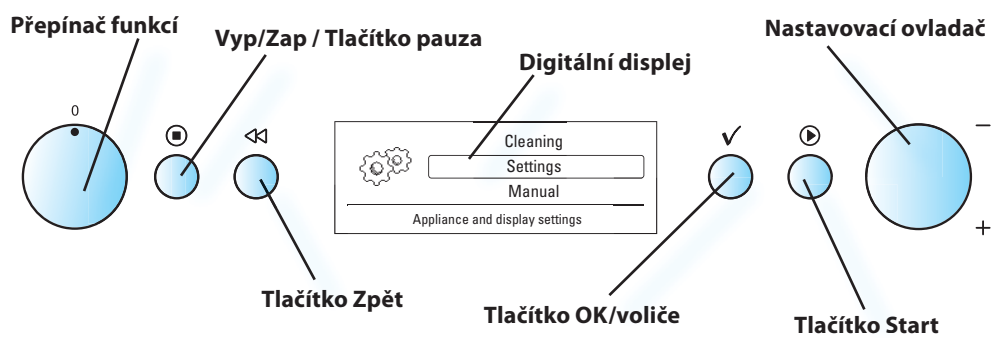 Přepínač funkcí
Vyp/Zap / Tlačítko pauza
Digitální displej
Nastavovací ovladač
0
−
Cleaning
Settings
Manual
Appliance and display settings
+
Tlačítko Zpět
Tlačítko OK/voliče
Tlačítko Start